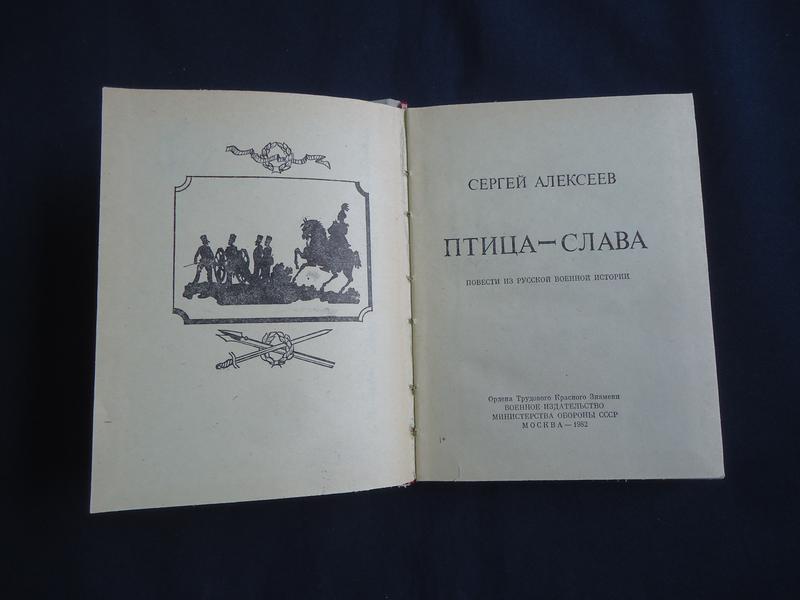 СЕРГЕЙ АЛЕКСЕЕВ
ПТИЦА—СЛАВА
ПОВЕСТИ ИЗ РУССКОЙ ВОЕННОЙ ИСТОРИИ
Ордена Трудового Красного Знамени
ВОЕННОЕ ИЗДАТЕЛЬСТВО
МИНИСТЕРСТВА ОБОРОНЫ СССР
МОСКВА—1982